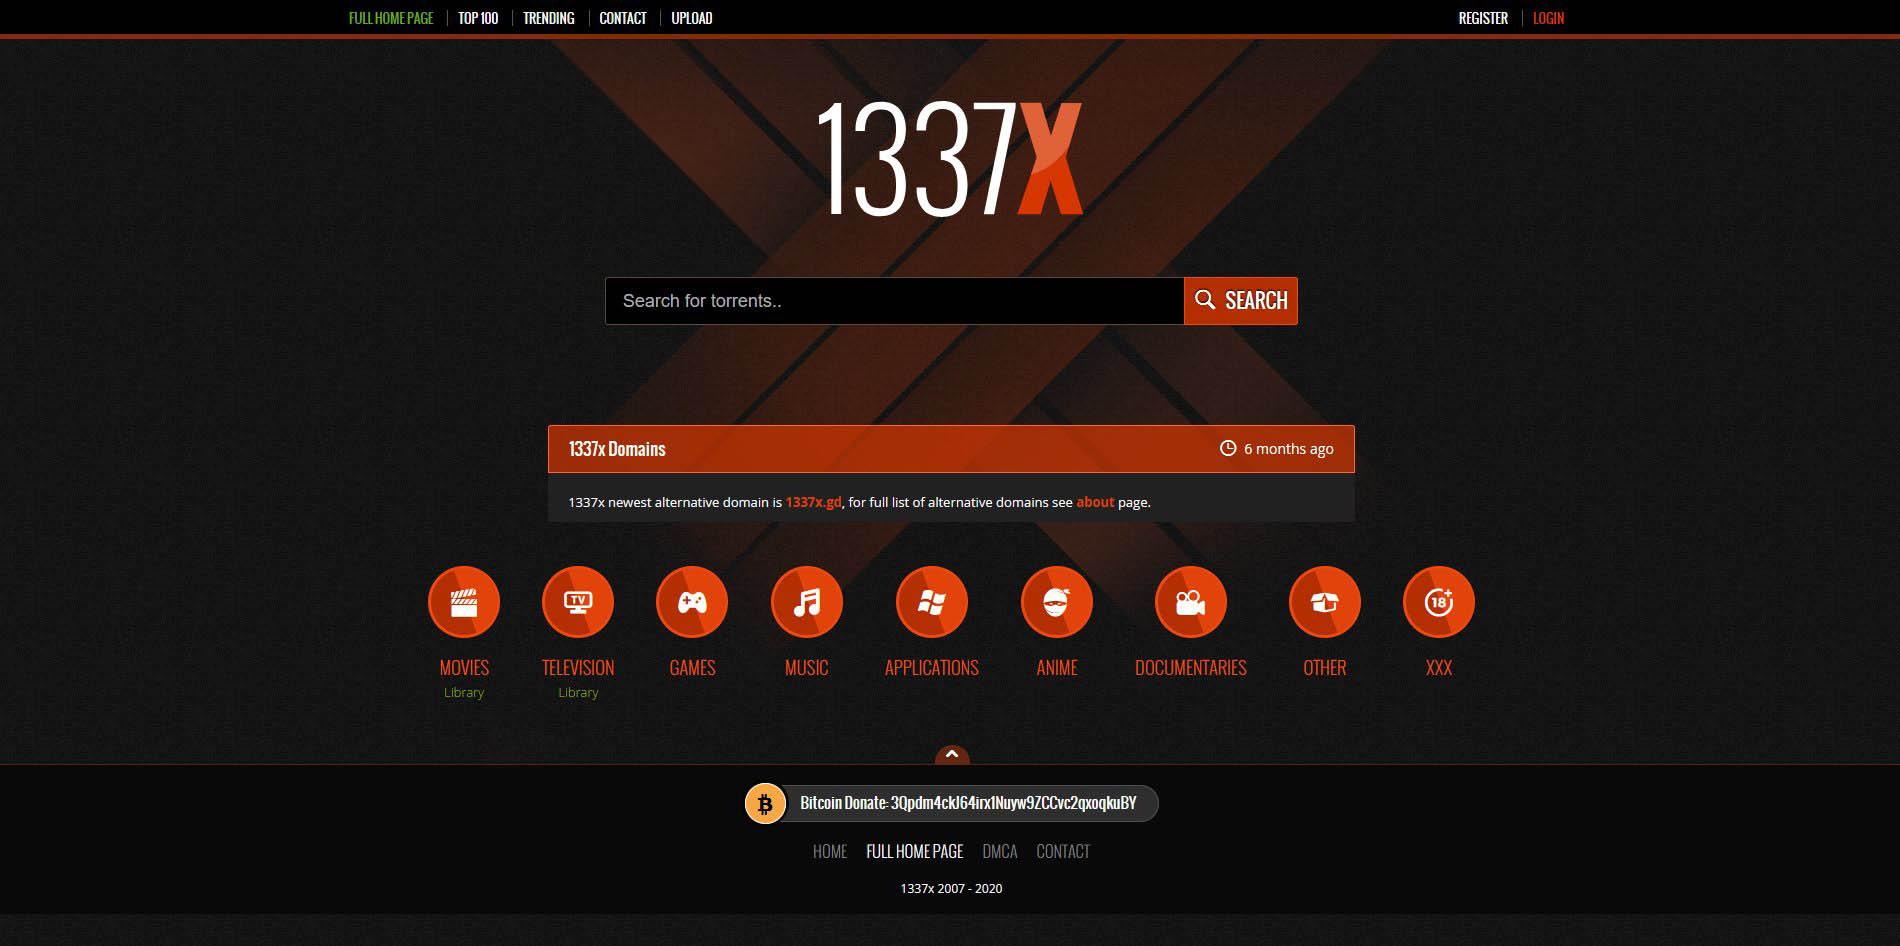 FULL HOME PAGE TOP 100 TRENDING CONTACT UPLOAD REGISTER LOGIN
1337X
Search for torrents.. SEARCH
1337x Domains 6 months ago
1337x newest alternative domain is 1337x.gd, for full list of alternative domains see about page.
TV 18+
MOVIES TELEVISION GAMES MUSIC APPLICATIONS ANIME DOCUMENTARIES OTHER XXX
Library Library
Bitcoin Donate: 3Qpdm4ckJ64irx1Nuyw9ZCCvc2qxoqkuBY
HOME FULL HOME PAGE DMCA CONTACT
1337x 2007 - 2020